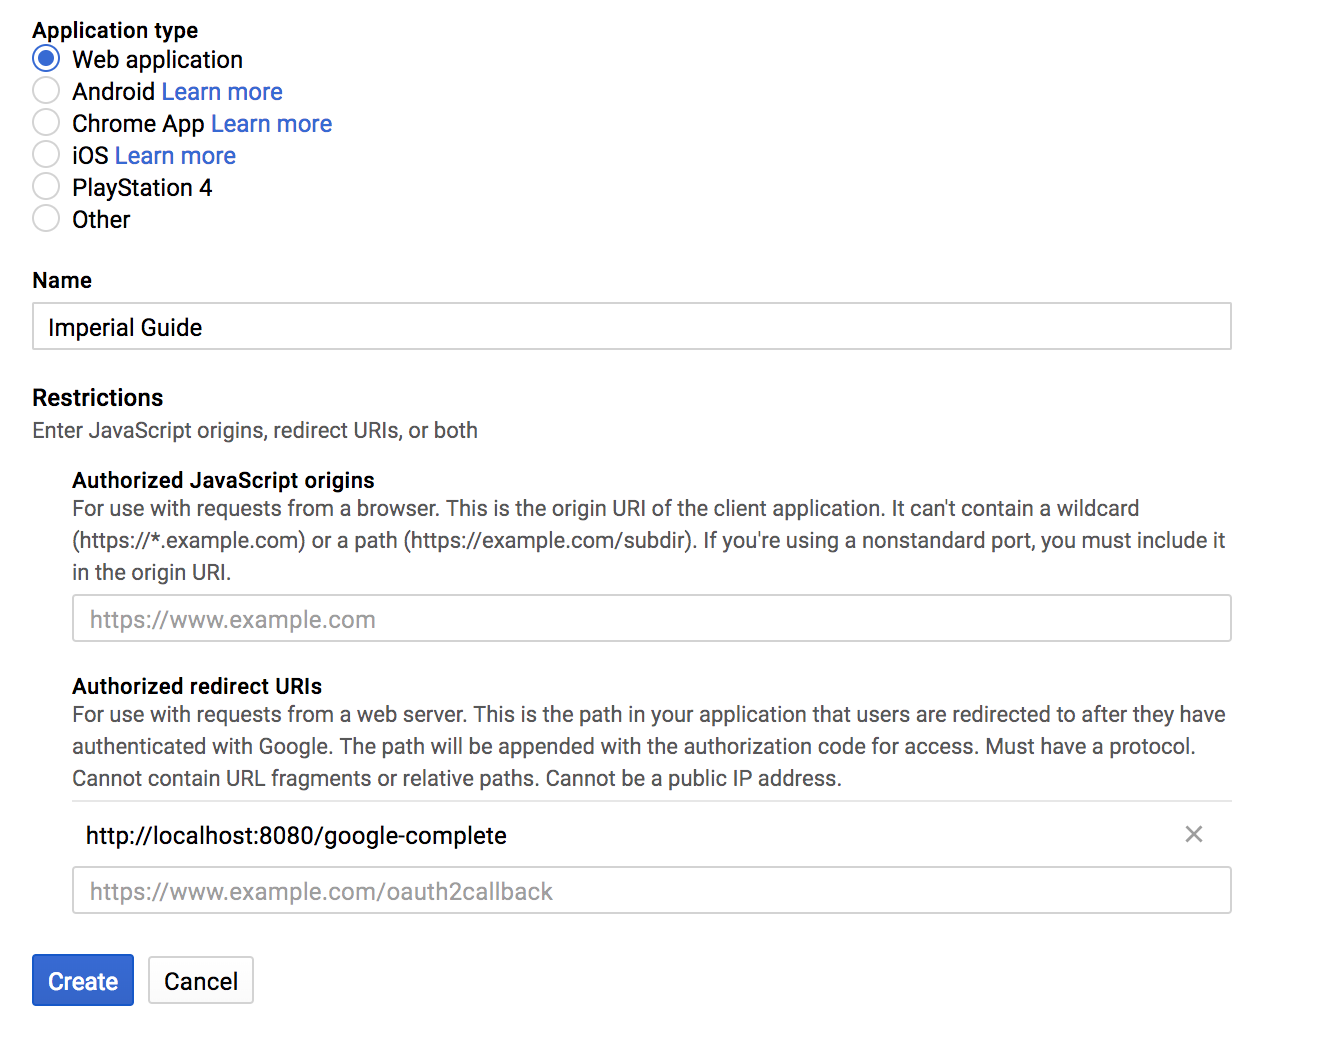 Application type
Web application
Android Learn more
Chrome App Learn more
iOS Learn more
PlayStation 4
Other
Name
Imperial Guide
Restrictions
Enter JavaScript origins, redirect URIs, or both
Authorized JavaScript origins
For use with requests from a browser. This is the origin URI of the client application. It can't contain a wildcard
(https://*.example.com) or a path (https://example.com/subdir). If you're using a nonstandard port, you must include it
in the origin URI.
https://www.example.com
Authorized redirect URIs
For use with requests from a web server. This is the path in your application that users are redirected to after they have
authenticated with Google. The path will be appended with the authorization code for access. Must have a protocol.
Cannot contain URL fragments or relative paths. Cannot be a public IP address.
http://localhost:8080/google-complete
https://www.example.com/oauth2callback
Create Cancel